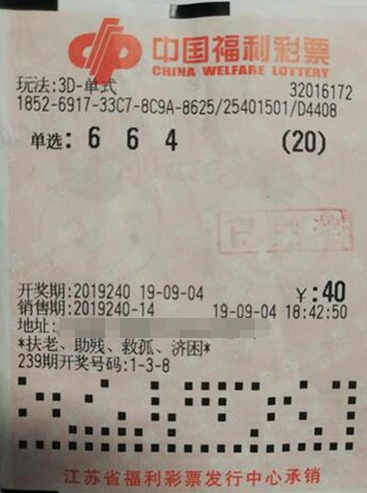 中国福利彩票
CHINA WELFARE LOTTERY
玩法:3D-单式 32016172
1852-6917-33C7-8C9A-8625/25401501/D4408
单选: 6 6 4 (20)
开奖期:2019240 19-09-04 ¥:40
销售期:2019240-14 19-09-04 18:42:50
地址:
*扶老、助残、救孤、济困*
239期开奖号码:1-3-8
江苏省福利彩票发行中心承销